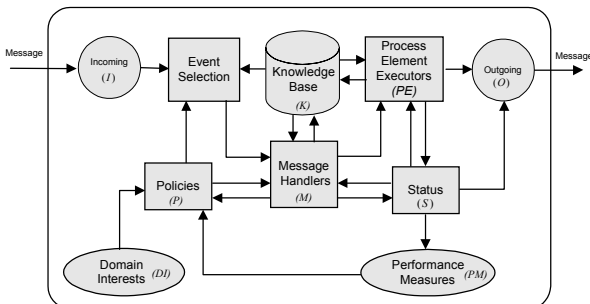 Message
Incoming
(I)
Event
Selection
Knowledge
Base
(K)
Process
Element
Executors
(PE)
Outgoing
(O)
Message
Policies
(P)
Message
Handlers
(M)
Status
(S)
Domain
Interests (DI)
Performance
Measures (PM)